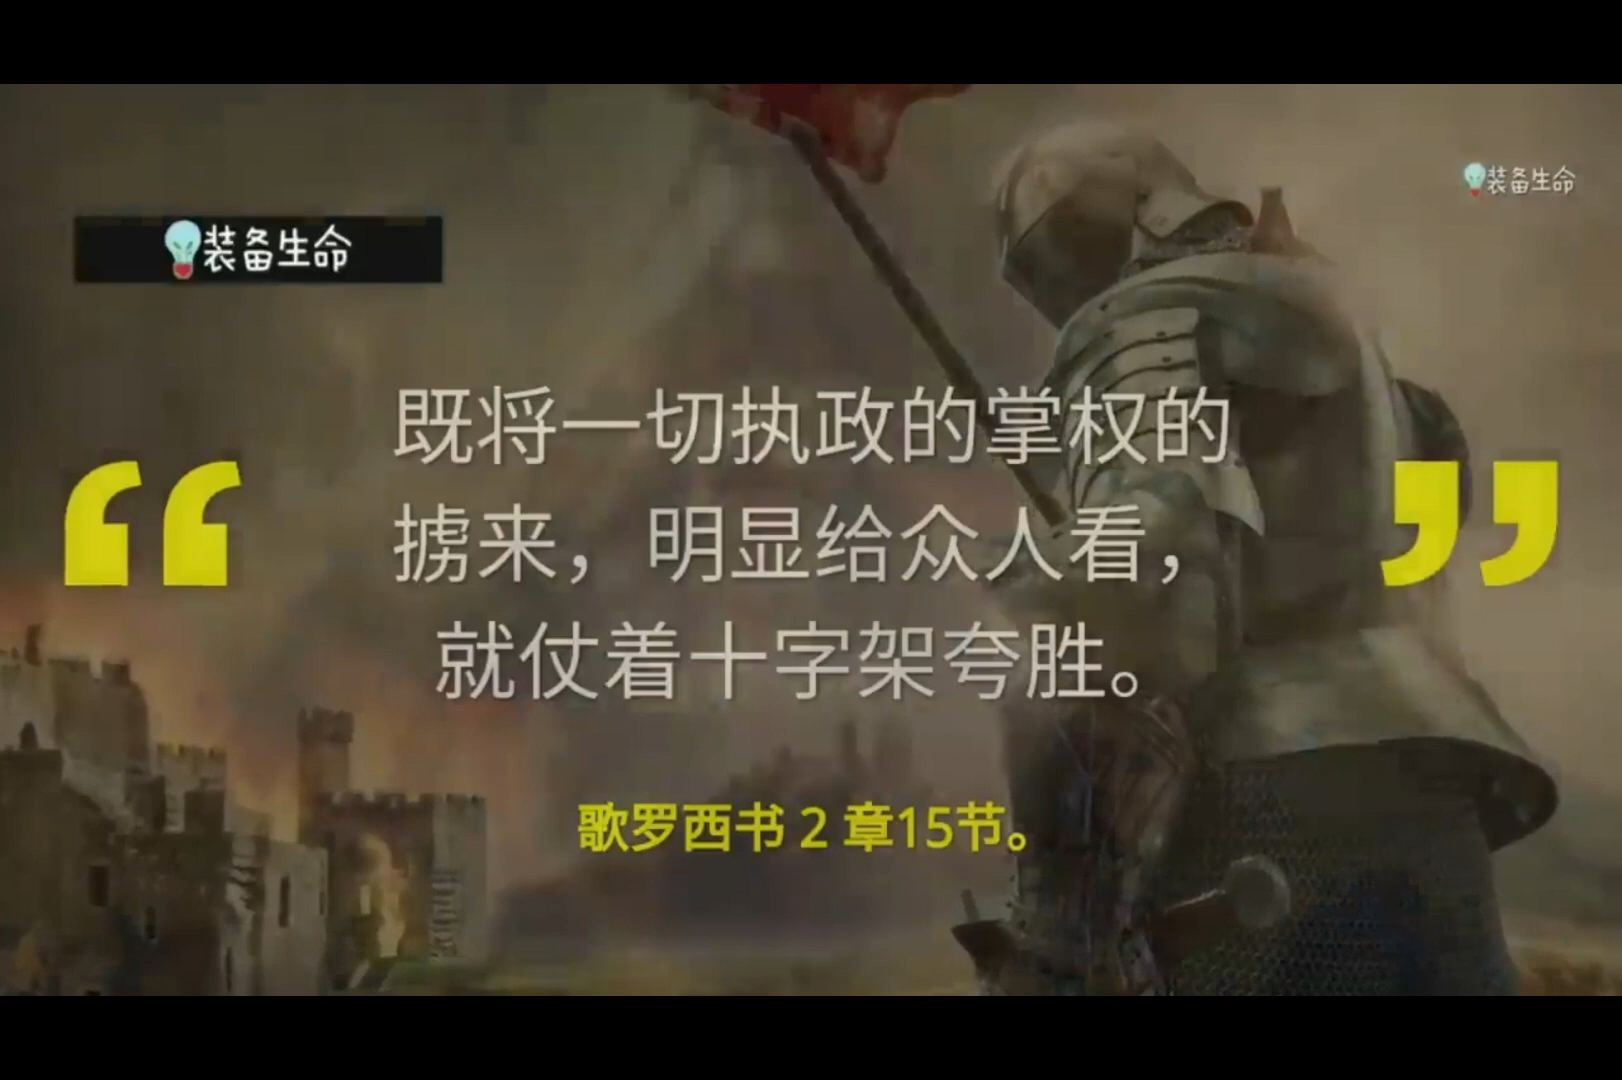 装备生命
装备生命
既将一切执政的掌权的
掳来，明显给众人看，
就仗着十字架夸胜。
歌罗西书 2 章15节。